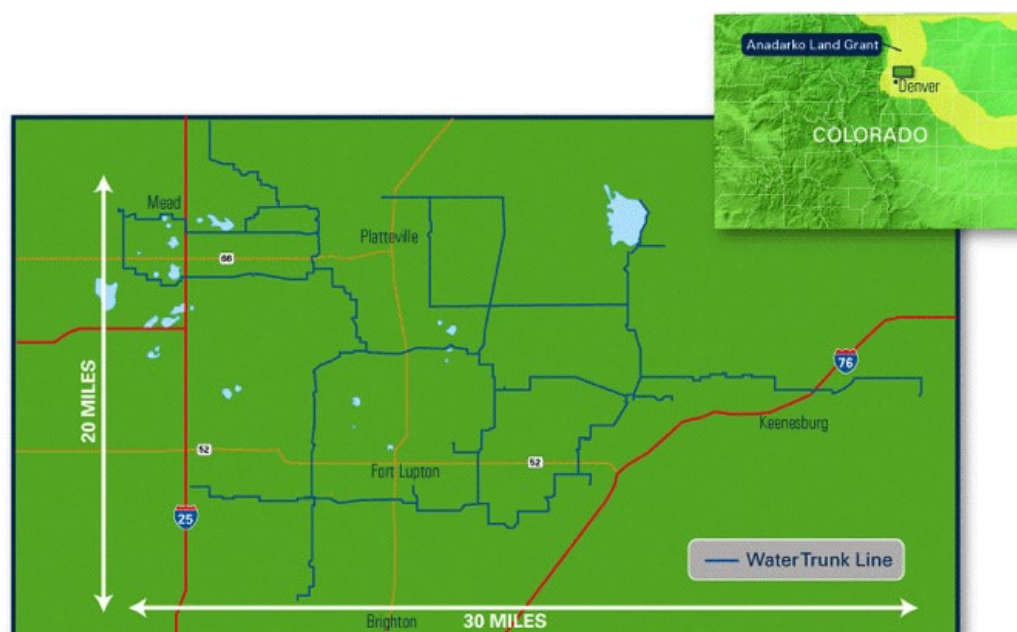 Anadarko Land Grant
Denver
COLORADO
Mead
Platteville
66
20 MILES
76
Keenesburg
52
Fort Lupton
52
25
Water Trunk Line
30 MILES
Brighton